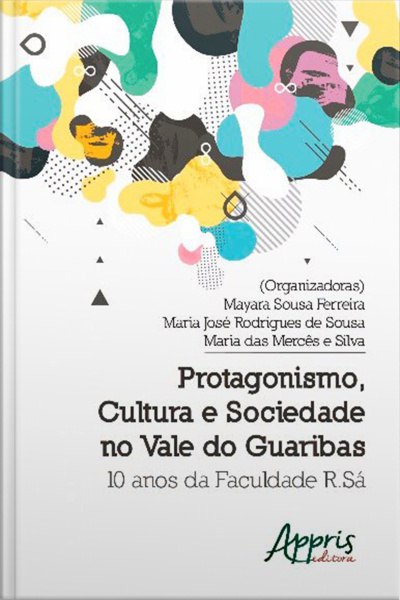 (Organizadoras)
Mayara Sousa Ferreira
Maria José Rodrigues de Sousa
Maria das Mercês e Silva
Protagonismo,
Cultura e Sociedade
no Vale do Guaribas
10 anos da Faculdade R.Sá
Appris
editora